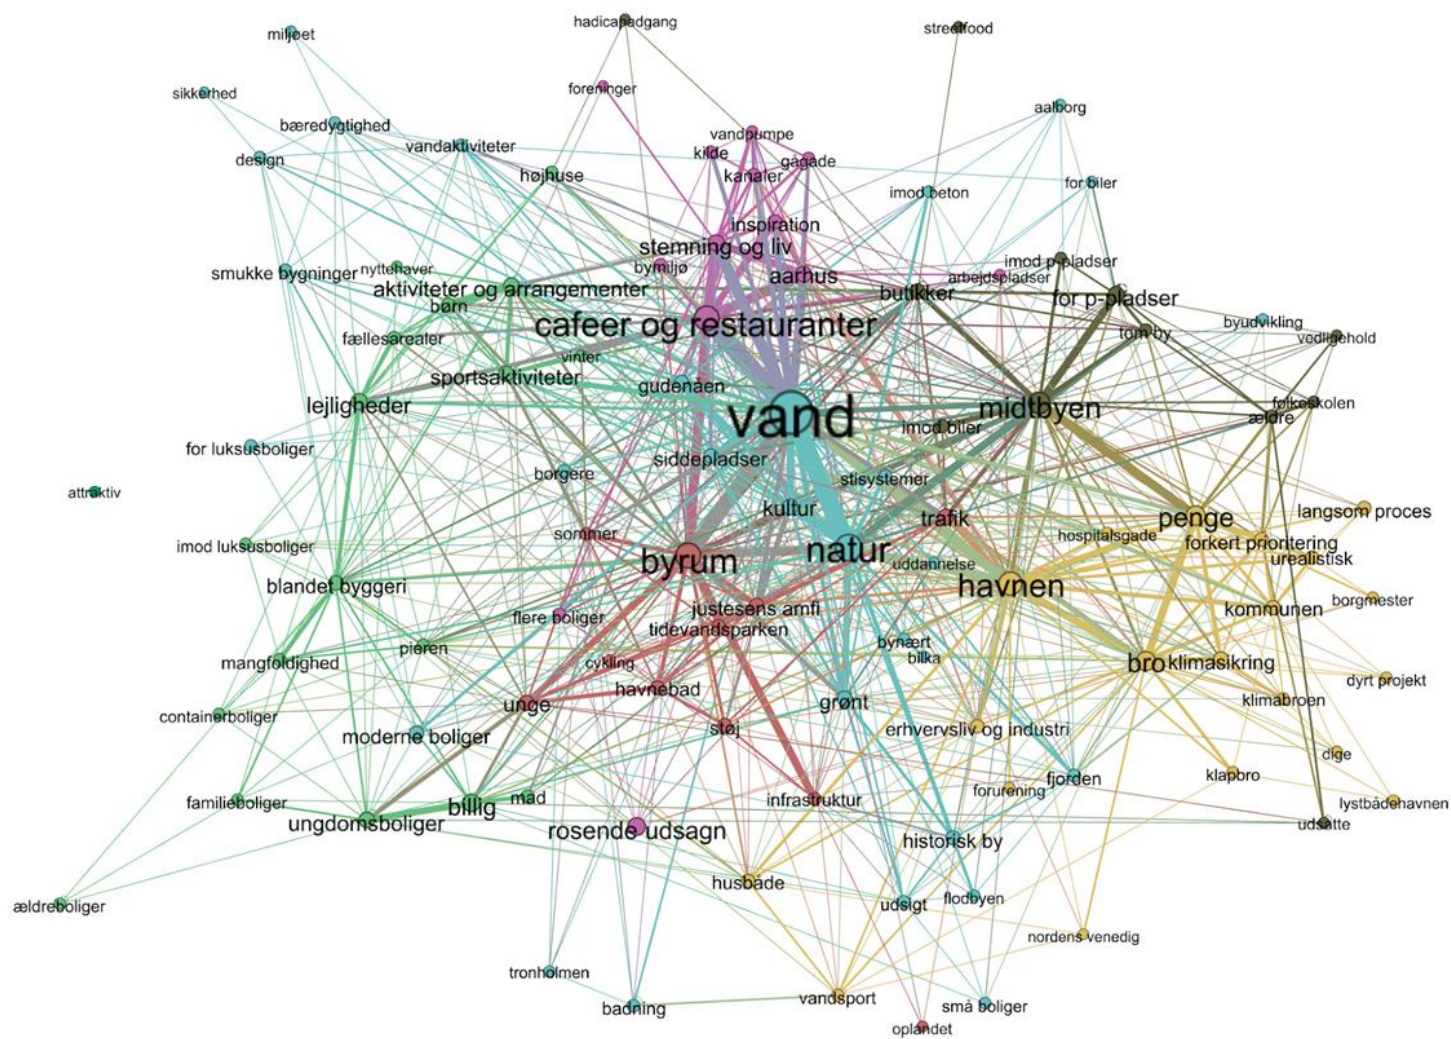 hadicapadgang
streetfood
miljøet
foreninger
sikkerhed
aalborg
bæredygtighed
vandpumpe
vandaktiviteter
kilde
gågade
design
højhuse
kanaler
for biler
imod beton
inspiration
stemning og liv
imod p-pladser
smukke bygninger
nyttehaver
bymiljø
aarhus
arbejdspladser
aktiviteter og arrangementer
butikker
for p-pladser
børn
cafeer og restauranter
byudvikling
fællesarealer
tom by
vedligehold
vinter
sportsaktiviteter
gudenåen
lejligheder
vand
midtbyen
folkeskolen
ældre
imod biler
for luksusboliger
siddepladser
borgere
stisystemer
attraktiv
kultur
trafik
penge
langsom proces
sommer
hospitalsgade
imod luksusboliger
forkert prioritering
byrum
natur
urealistisk
uddannelse
blandet byggeri
havnen
borgmester
flere boliger
justesens amfi
kommunen
tidevandsparken
pieren
bynært
mangfoldighed
cykling
bilka
bro
klimasikring
dyrt projekt
havnebad
unge
grønt
klimabroen
containerboliger
støj
erhvervsliv og industri
moderne boliger
dige
fjorden
klapbro
forurening
familieboliger
billig
mad
infrastruktur
lystbådehavnen
ungdomsboliger
rosende udsagn
udsatte
historisk by
husbåde
ældreboliger
udsigt
flodbyen
nordens venedig
tronholmen
vandsport
badning
små boliger
oplandet